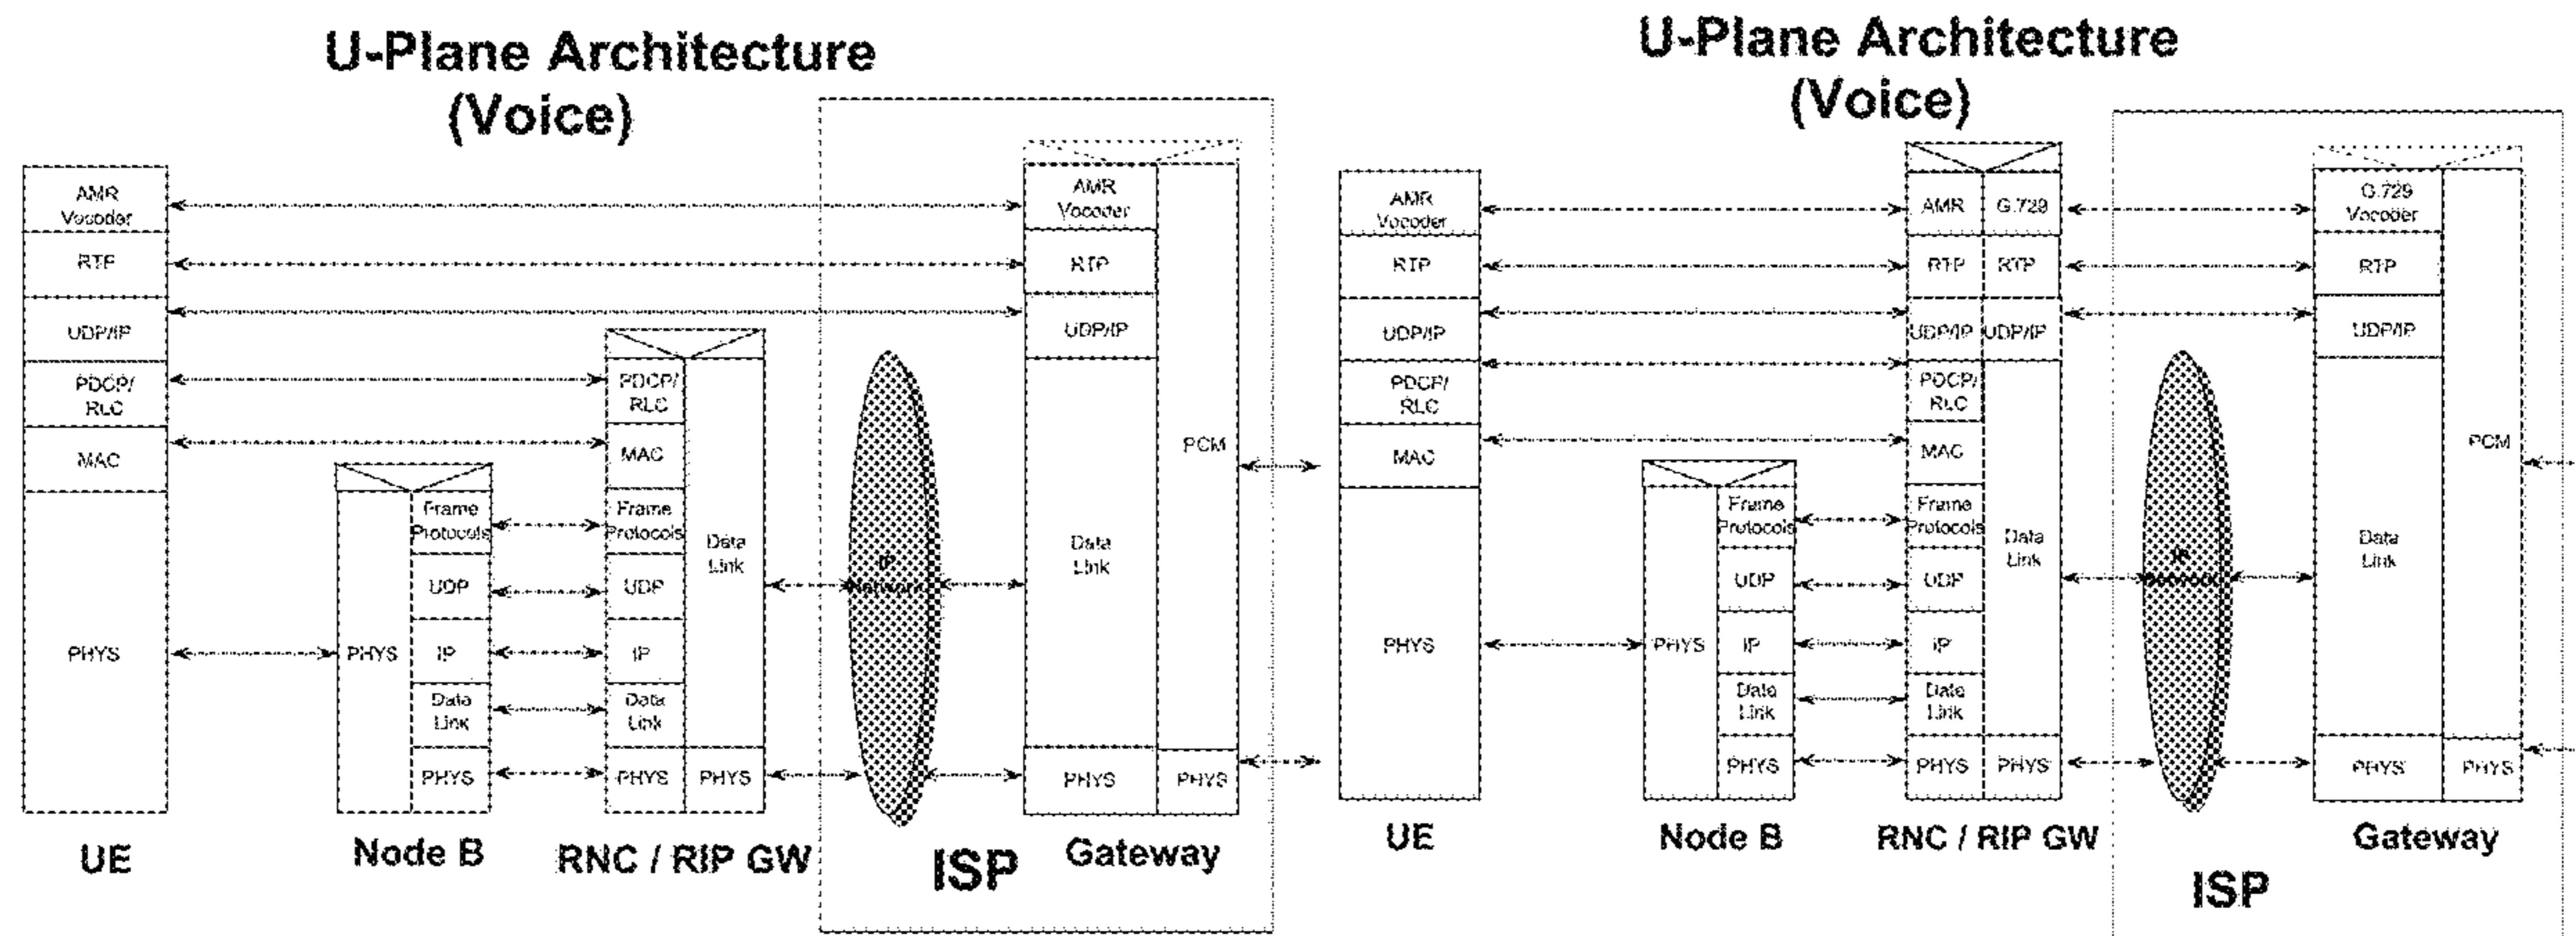 U-Plane Architecture
(Voice)
AMR
Vocoder
RTP
UDP/IP
PDCP/
RLC
MAC
PHYS
UE
PHYS
Frame
Protocols
UDP
IP
Data
Link
PHYS
Node B
PDCP/
RLC
MAC
Frame
Protocols
UDP
IP
Data
Link
PHYS
Data
Link
PHYS
RNC / RIP GW
IP
Network
ISP
AMR
Vocoder
RTP
UDP/IP
Data
Link
PHYS
PCM
PHYS
Gateway
U-Plane Architecture
(Voice)
AMR
Vocoder
RTP
UDP/IP
PDCP/
RLC
MAC
PHYS
UE
PHYS
Frame
Protocols
UDP
IP
Data
Link
PHYS
Node B
AMR
RTP
UDP/IP
PDCP/
RLC
MAC
Frame
Protocols
UDP
IP
Data
Link
PHYS
G.729
RTP
UDP/IP
Data
Link
PHYS
RNC / RIP GW
IP
ISP
G.729
Vocoder
RTP
UDP/IP
Data
Link
PHYS
PCM
PHYS
Gateway